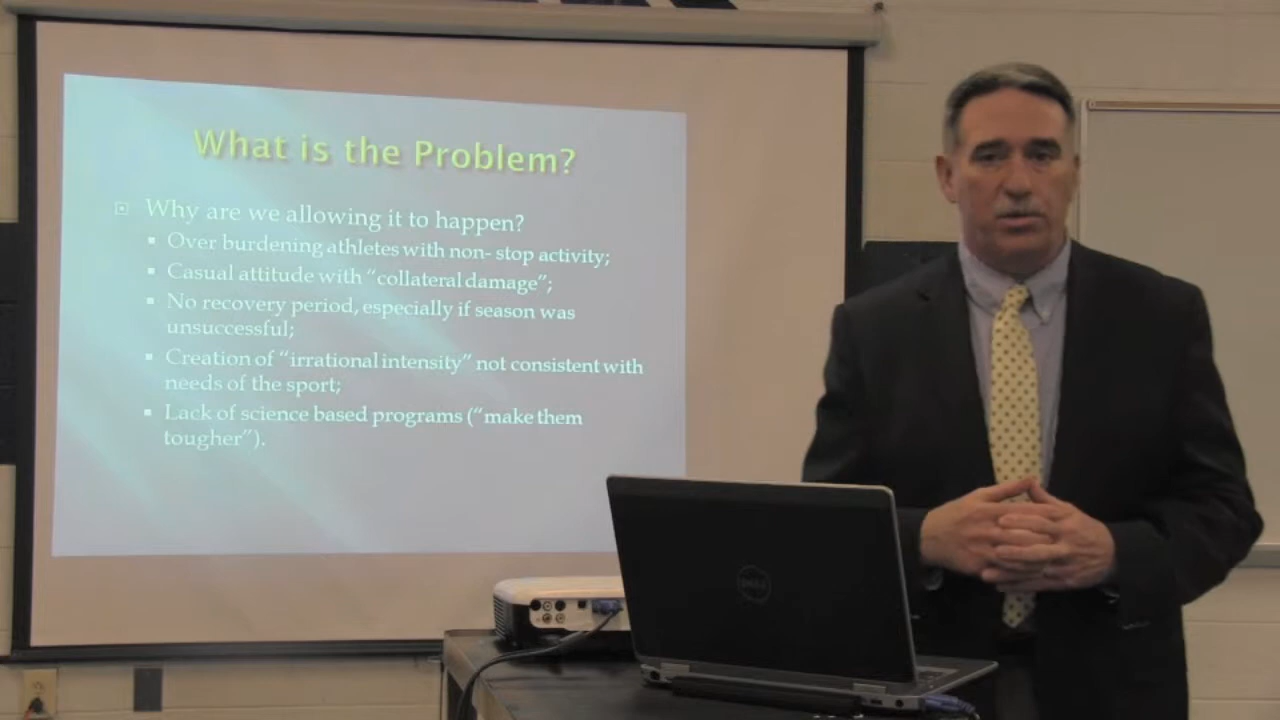 What is the Problem?
Why are we allowing it to happen?
Over burdening athletes with non- stop activity;
Casual attitude with “collateral damage”;
No recovery period, especially if season was
unsuccessful;
Creation of “irrational intensity” not consistent with
needs of the sport;
Lack of science based programs (“make them
tougher”).
DELL